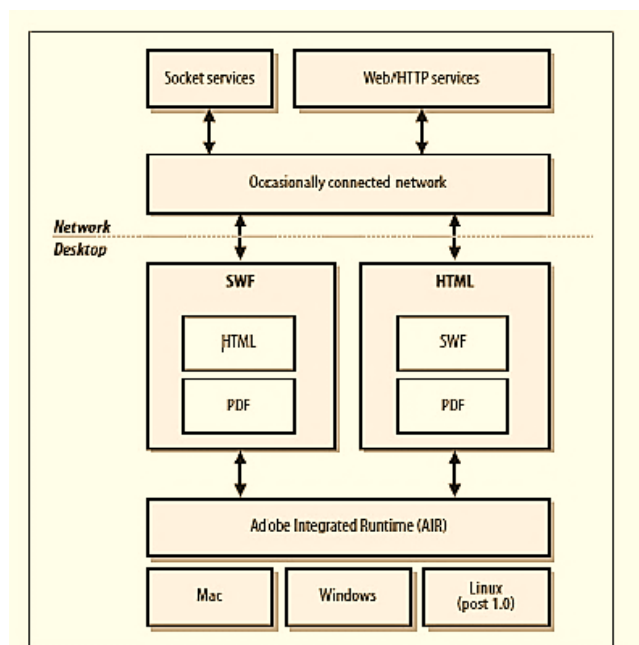 Socket services
Web/HTTP services
Occasionally connected network
Network
Desktop
SWF
HTML
HTML
SWF
PDF
PDF
Adobe Integrated Runtime (AIR)
Mac
Windows
Linux
(post 1.0)